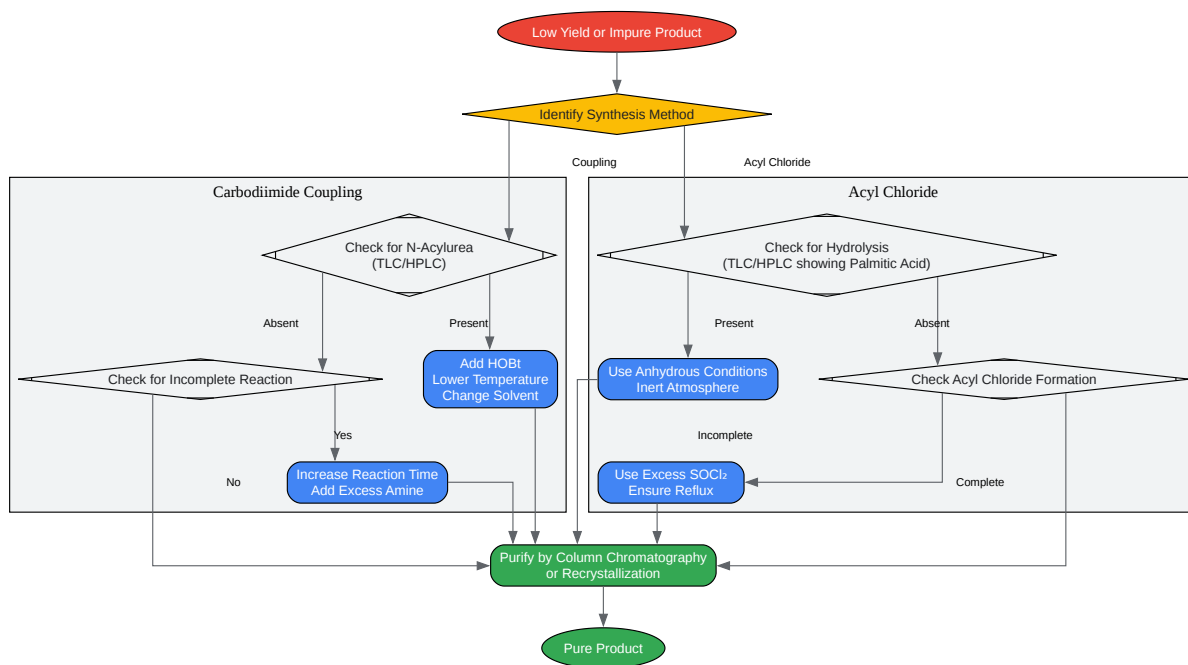 Low Yield or Impure Product
Identify Synthesis Method
Coupling
Acyl Chloride
Carbodiimide Coupling
Acyl Chloride
Check for N-Acylurea
(TLC/HPLC)
Check for Hydrolysis
(TLC/HPLC showing Palmitic Acid)
Absent
Present
Present
Absent
Check for Incomplete Reaction
Add HOBt
Lower Temperature
Change Solvent
Use Anhydrous Conditions
Inert Atmosphere
Check Acyl Chloride Formation
Yes
Incomplete
No
Increase Reaction Time
Add Excess Amine
Use Excess SOCl₂
Ensure Reflux
Complete
Purify by Column Chromatography
or Recrystallization
Pure Product